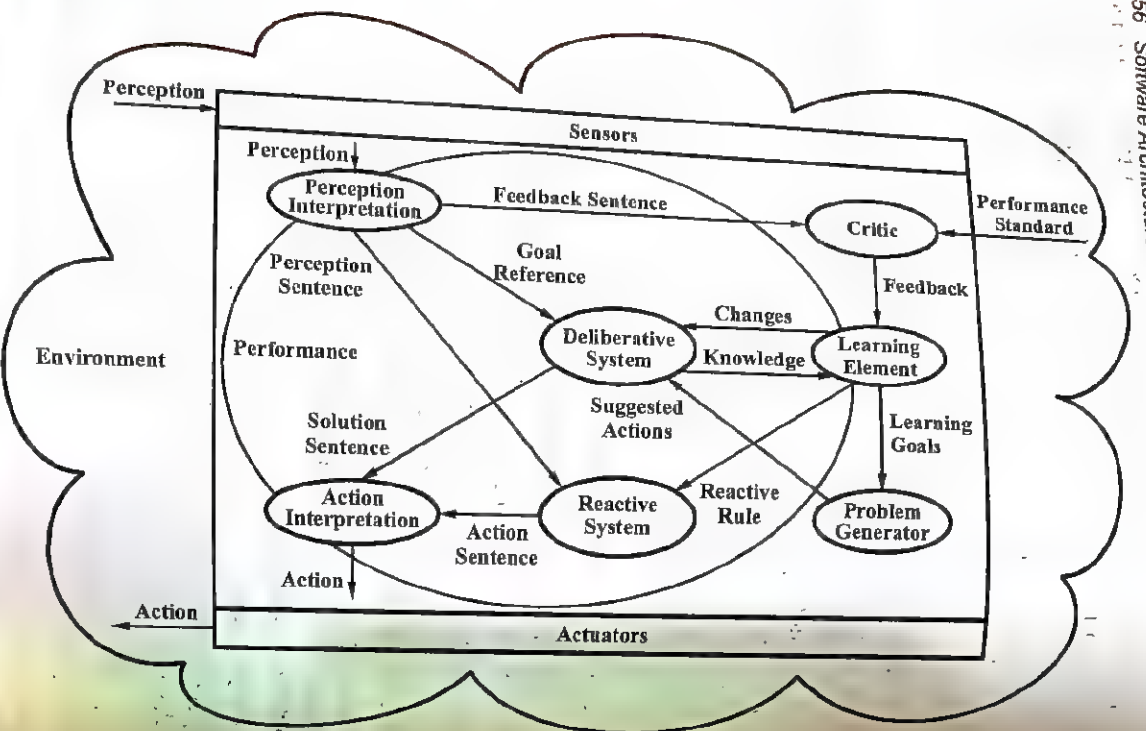 56 Software
Perception
Sensors
Perception
Perception
Interpretation
Feedback Sentence
Critic
Performance
Standard
Perception
Sentence
Goal
Reference
Feedback
Changes
Environment
Performance
Deliberative
System
Knowledge
Learning
Element
Solution
Sentence
Suggested
Actions
Learning
Goals
Action
Interpretation
Action
Sentence
Reactive
System
Reactive
Rule
Problem
Generator
Action
Action
Actuators